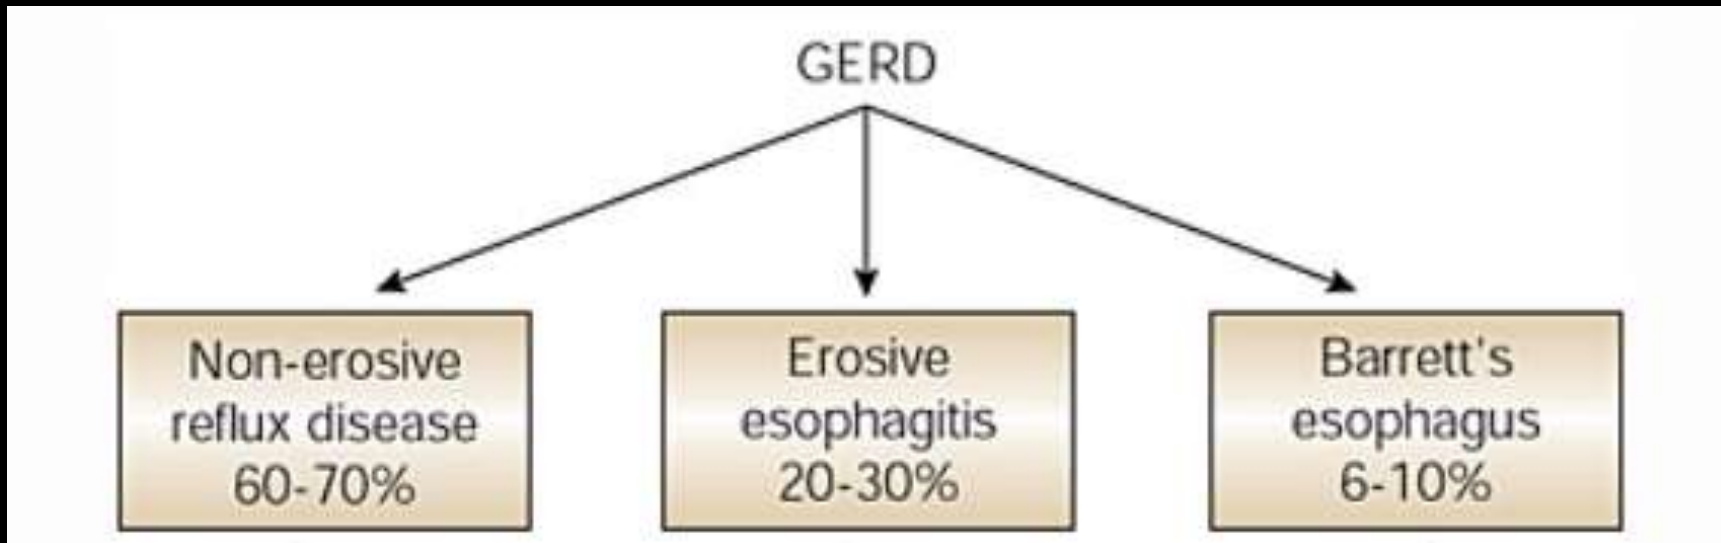 GERD
Non-erosive
reflux disease
60-70%
Erosive
esophagitis
20-30%
Barrett's
esophagus
6-10%